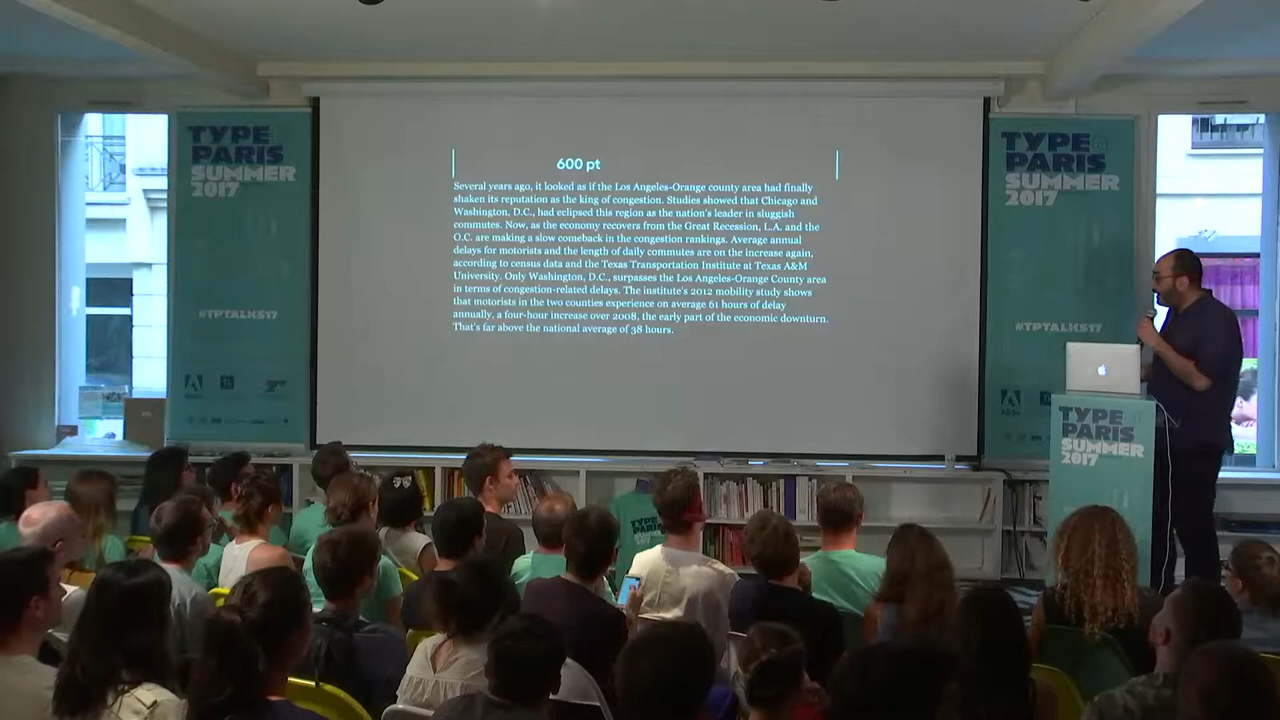 TYPE
PARIS
SUMMER
2017
#TPTALKS17
600 pt
Several years ago, it looked as if the Los Angeles-Orange county area had finally
shaken its reputation as the king of congestion. Studies showed that Chicago and
Washington, D.C., had eclipsed this region as the nation's leader in sluggish
commutes. Now, as the economy recovers from the Great Recession, L.A. and the
O.C. are making a slow comeback in the congestion rankings. Average annual
delays for motorists and the length of daily commutes are on the increase again,
according to census data and the Texas Transportation Institute at Texas A&M
University. Only Washington, D.C., surpasses the Los Angeles-Orange County area
in terms of congestion-related delays. The institute's 2012 mobility study shows
that motorists in the two counties experience on average 61 hours of delay
annually, a four-hour increase over 2008, the early part of the economic downturn.
That's far above the national average of 38 hours.
TYPE
PARIS
SUMMER
2017
#TPTALKS17
TYPE
PARIS
SUMMER
2017
TYPE
PARIS
SUMMER
2017